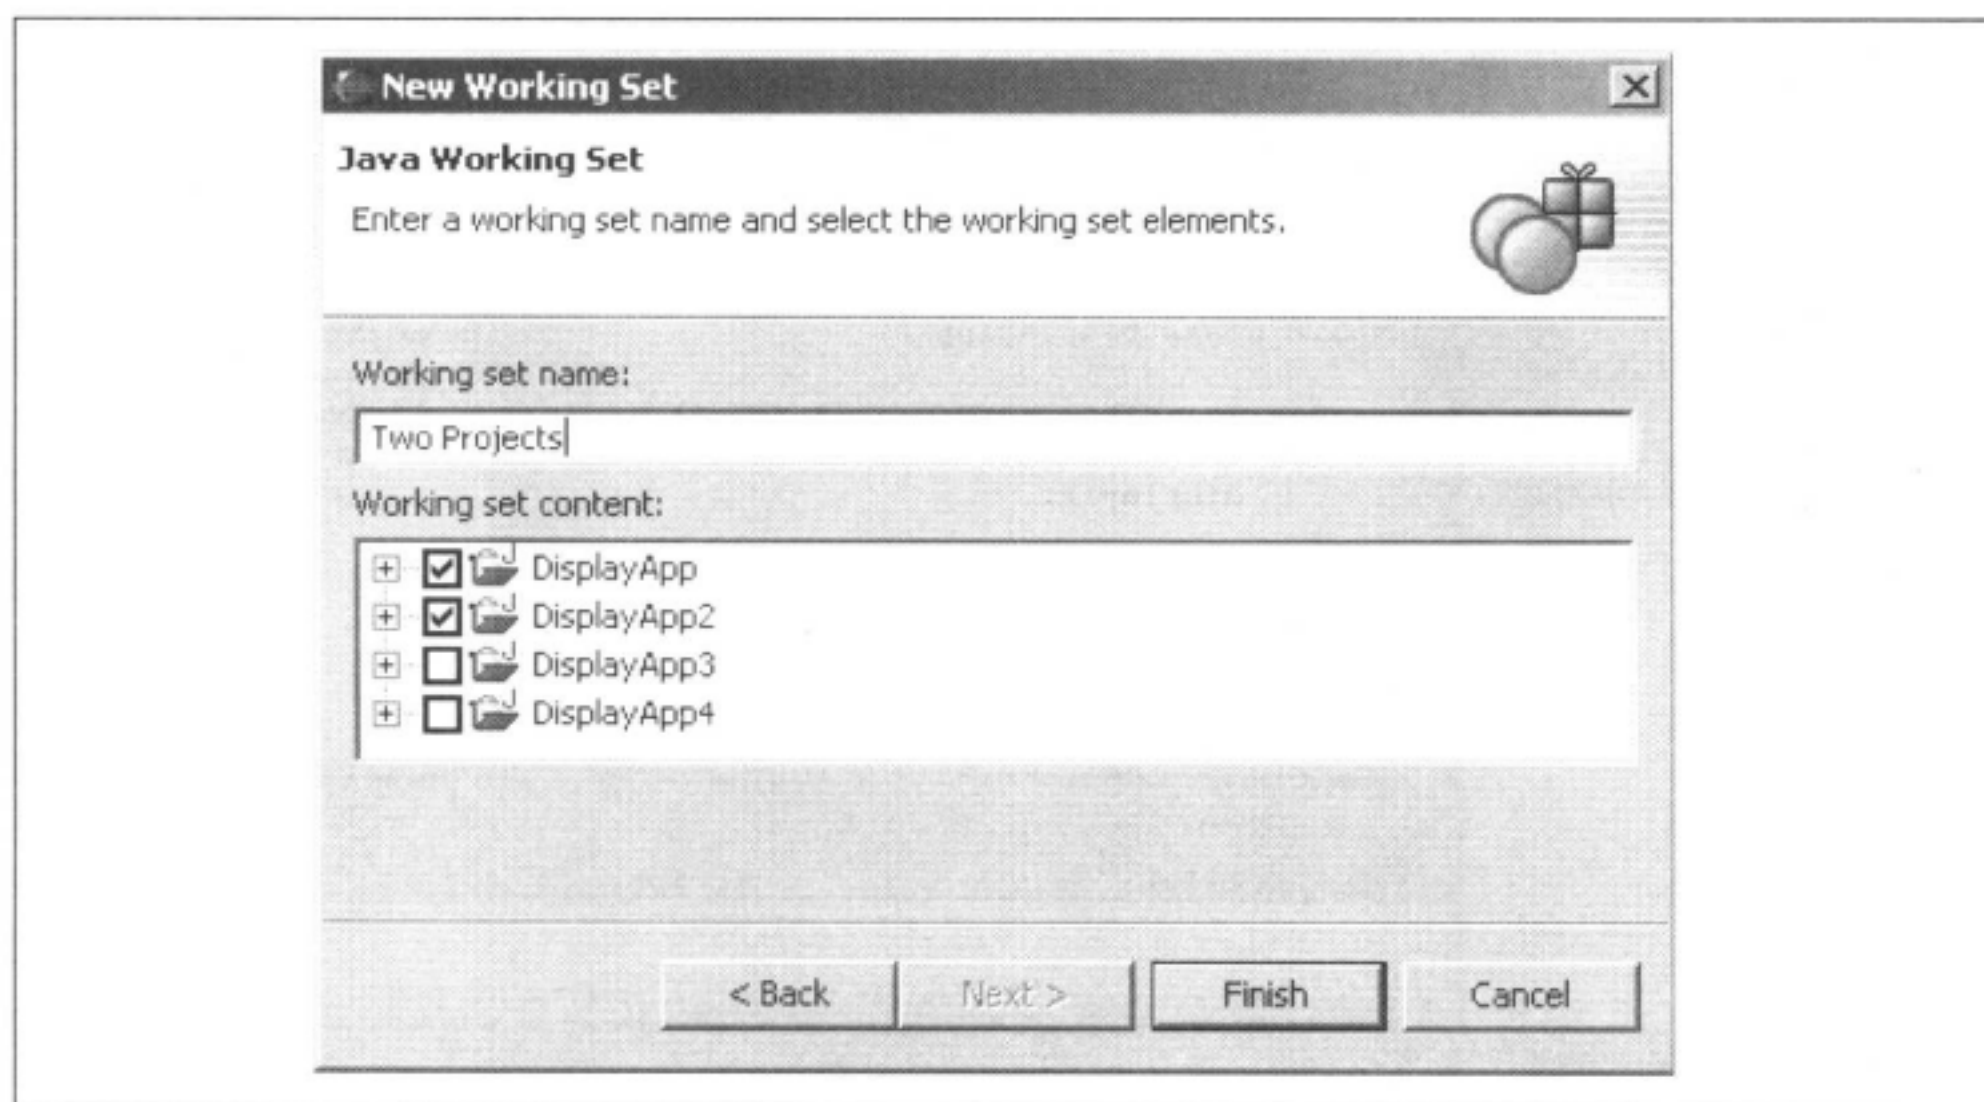 New Working Set
Java Working Set
Enter a working set name and select the working set elements.
Working set name:
Two Projects
Working set content:
DisplayApp
DisplayApp2
DisplayApp3
DisplayApp4
< Back Next > Finish Cancel